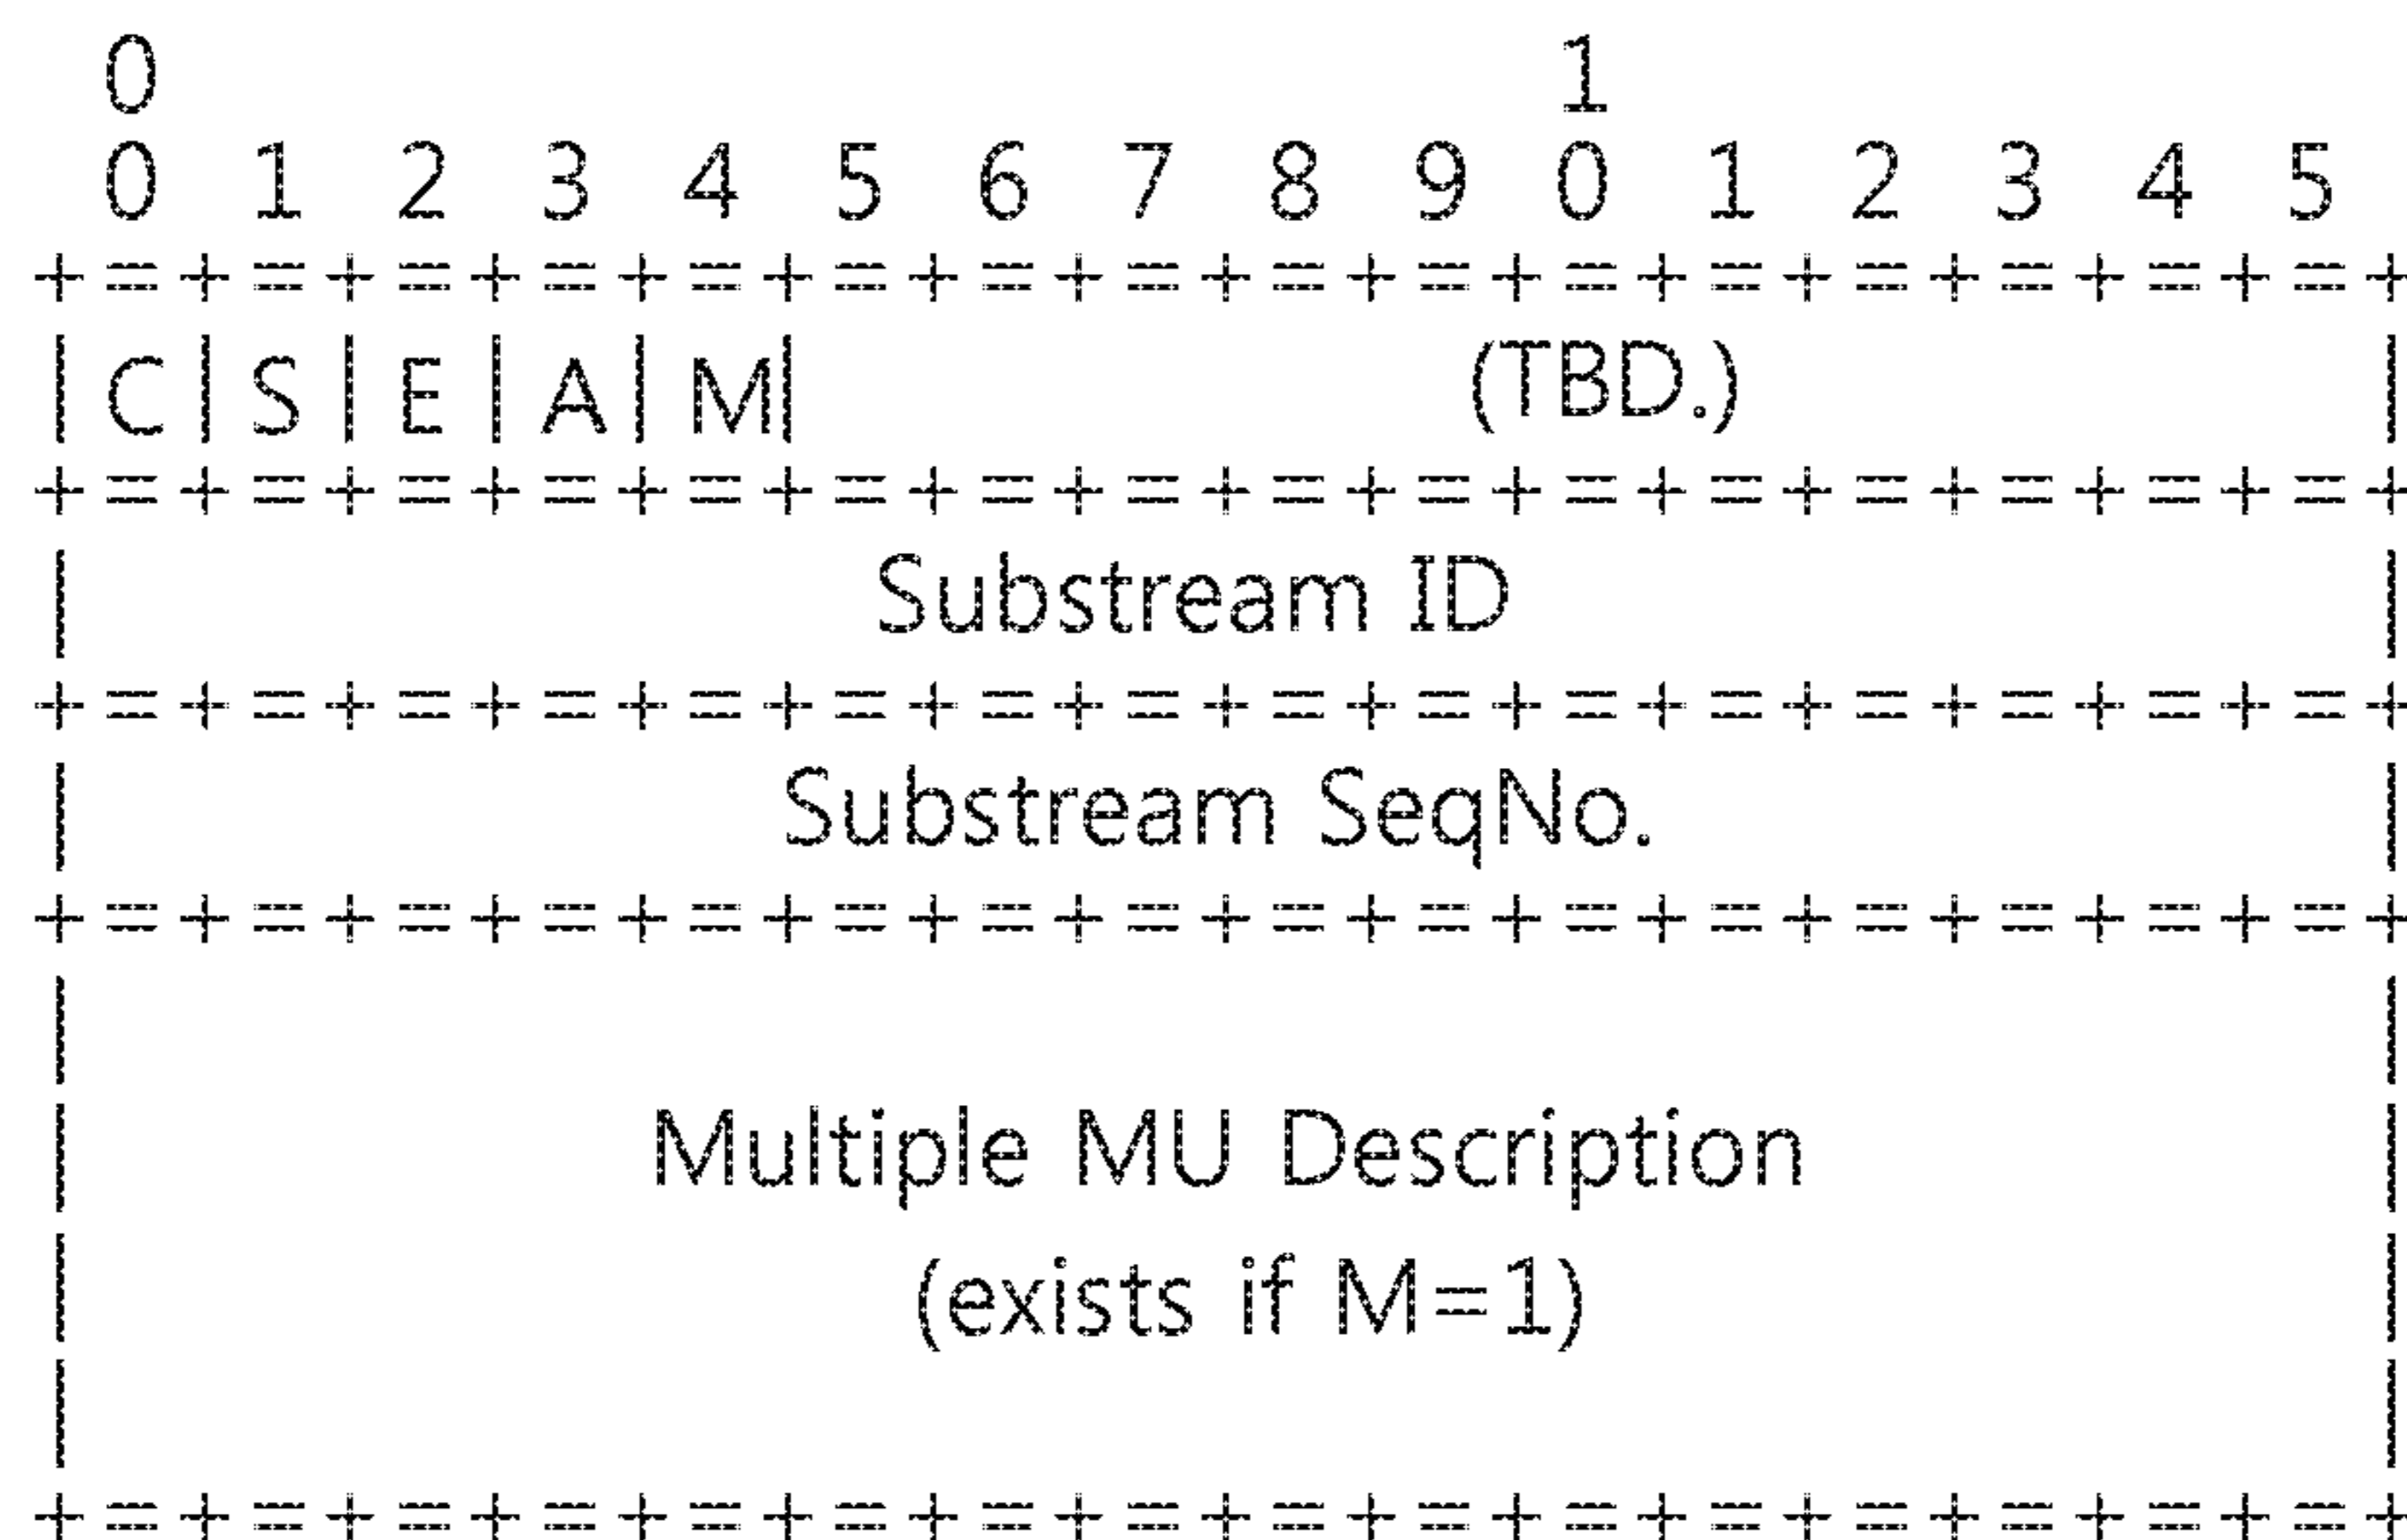 0 1
0 1 2 3 4 5 6 7 8 9 0 1 2 3 4 5
+=+=+=+=+=+=+=+=+=+=+=+=+=+=+=+=+
|C|S|E|A|M| (TBD.) |
+=+=+=+=+=+=+=+=+=+=+=+=+=+=+=+=+
| Substream ID |
+=+=+=+=+=+=+=+=+=+=+=+=+=+=+=+=+
| Substream SeqNo. |
+=+=+=+=+=+=+=+=+=+=+=+=+=+=+=+=+
| |
| Multiple MU Description |
| (exists if M=1) |
| |
+=+=+=+=+=+=+=+=+=+=+=+=+=+=+=+=+